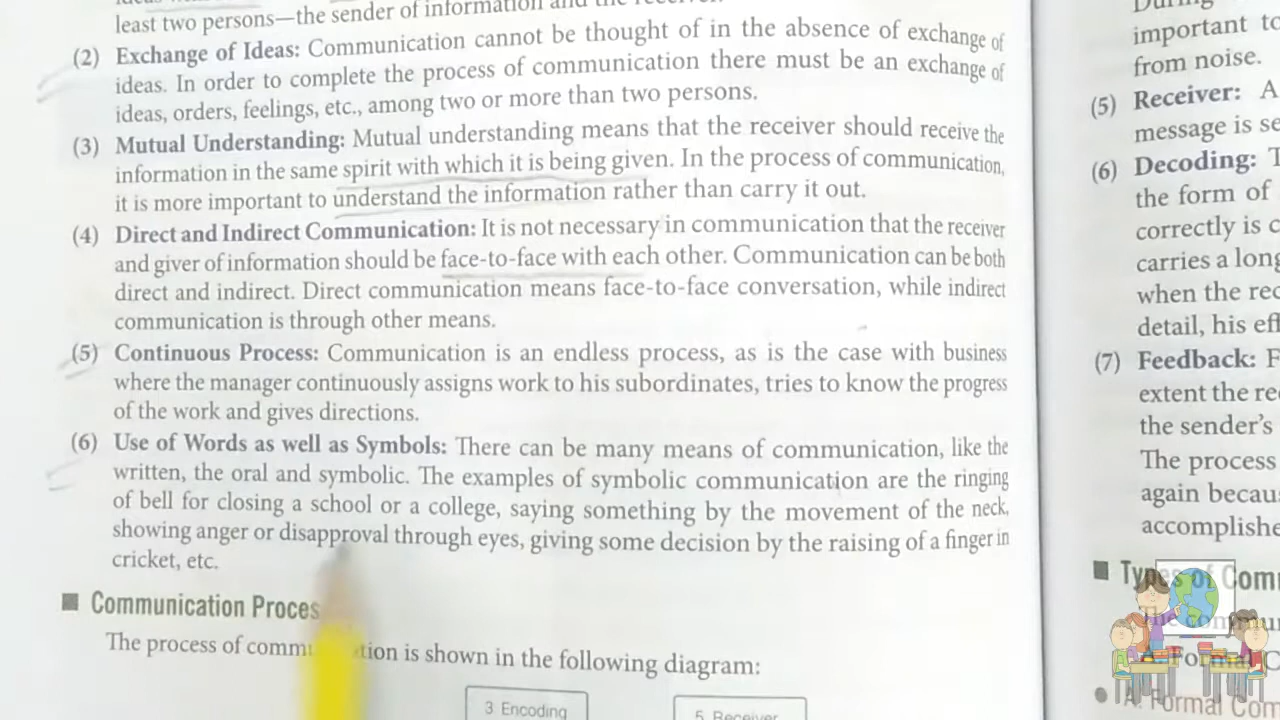 least two persons—the sender of information and the receiver.
(2) Exchange of Ideas: Communication cannot be thought of in the absence of exchange of
ideas. In order to complete the process of communication there must be an exchange of
ideas, orders, feelings, etc., among two or more than two persons.
(3) Mutual Understanding: Mutual understanding means that the receiver should receive the
information in the same spirit with which it is being given. In the process of communication,
it is more important to understand the information rather than carry it out.
(4) Direct and Indirect Communication: It is not necessary in communication that the receiver
and giver of information should be face-to-face with each other. Communication can be both
direct and indirect. Direct communication means face-to-face conversation, while indirect
communication is through other means.
(5) Continuous Process: Communication is an endless process, as is the case with business
where the manager continuously assigns work to his subordinates, tries to know the progress
of the work and gives directions.
(6) Use of Words as well as Symbols: There can be many means of communication, like the
written, the oral and symbolic. The examples of symbolic communication are the ringing
of bell for closing a school or a college, saying something by the movement of the neck,
showing anger or disapproval through eyes, giving some decision by the raising of a finger in
cricket, etc.
Communication Proces
The process of comm tion is shown in the following diagram:
3 Encoding
5 Receiver
important to
from noise.
(5) Receiver: A
message is se
(6) Decoding: T
the form of
correctly is c
carries a long
when the rec
detail, his eff
(7) Feedback: F
extent the re
the sender's
The process
again becau
accomplishe
Types of Com
The commun
A. Formal C
A. Formal Com